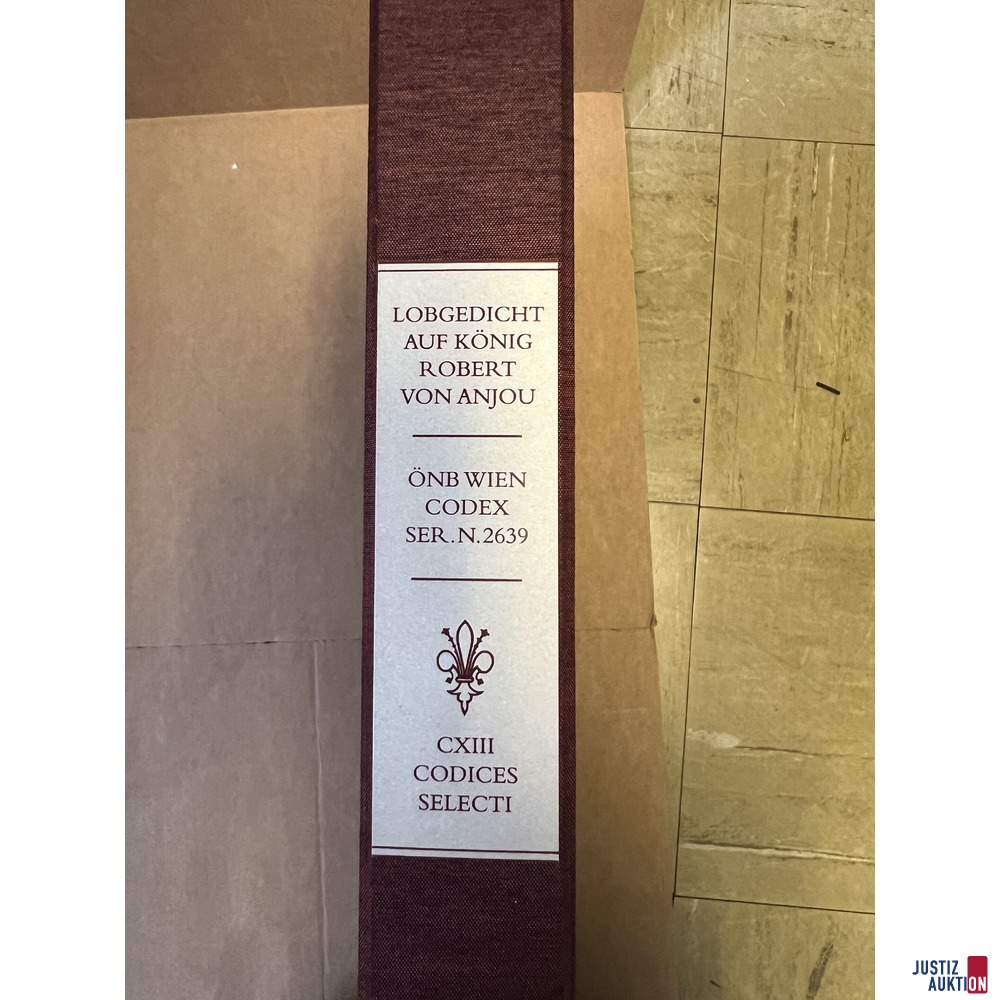 LOBGEDICHT
AUF KÖNIG
ROBERT
VON ANJOU
ÖNB WIEN
CODEX
SER.N.2639
CXIII
CODICES
SELECTI
JUSTIZ
AUKTION